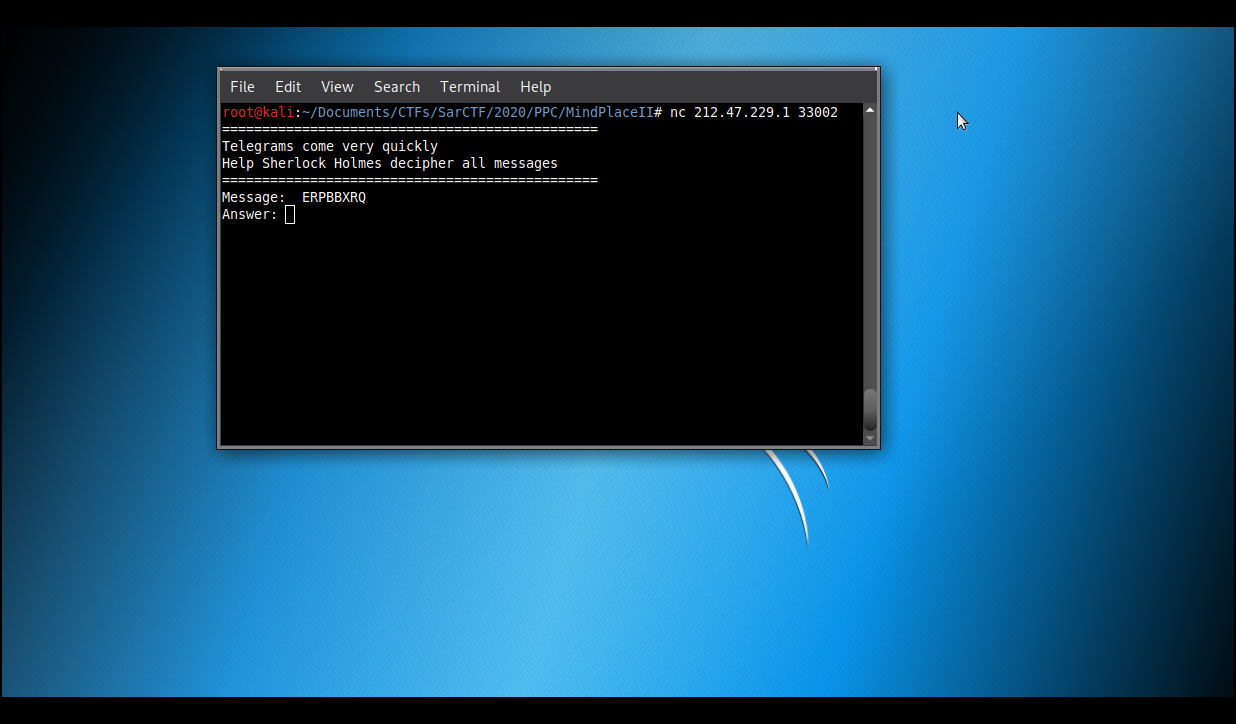 File Edit View Search Terminal Help
root@kali:~/Documents/CTFs/SarCTF/2020/PPC/MindPlaceII# nc 212.47.229.1 33002
===============================================
Telegrams come very quickly
Help Sherlock Holmes decipher all messages
===============================================
Message:  ERPBBXRQ
Answer: